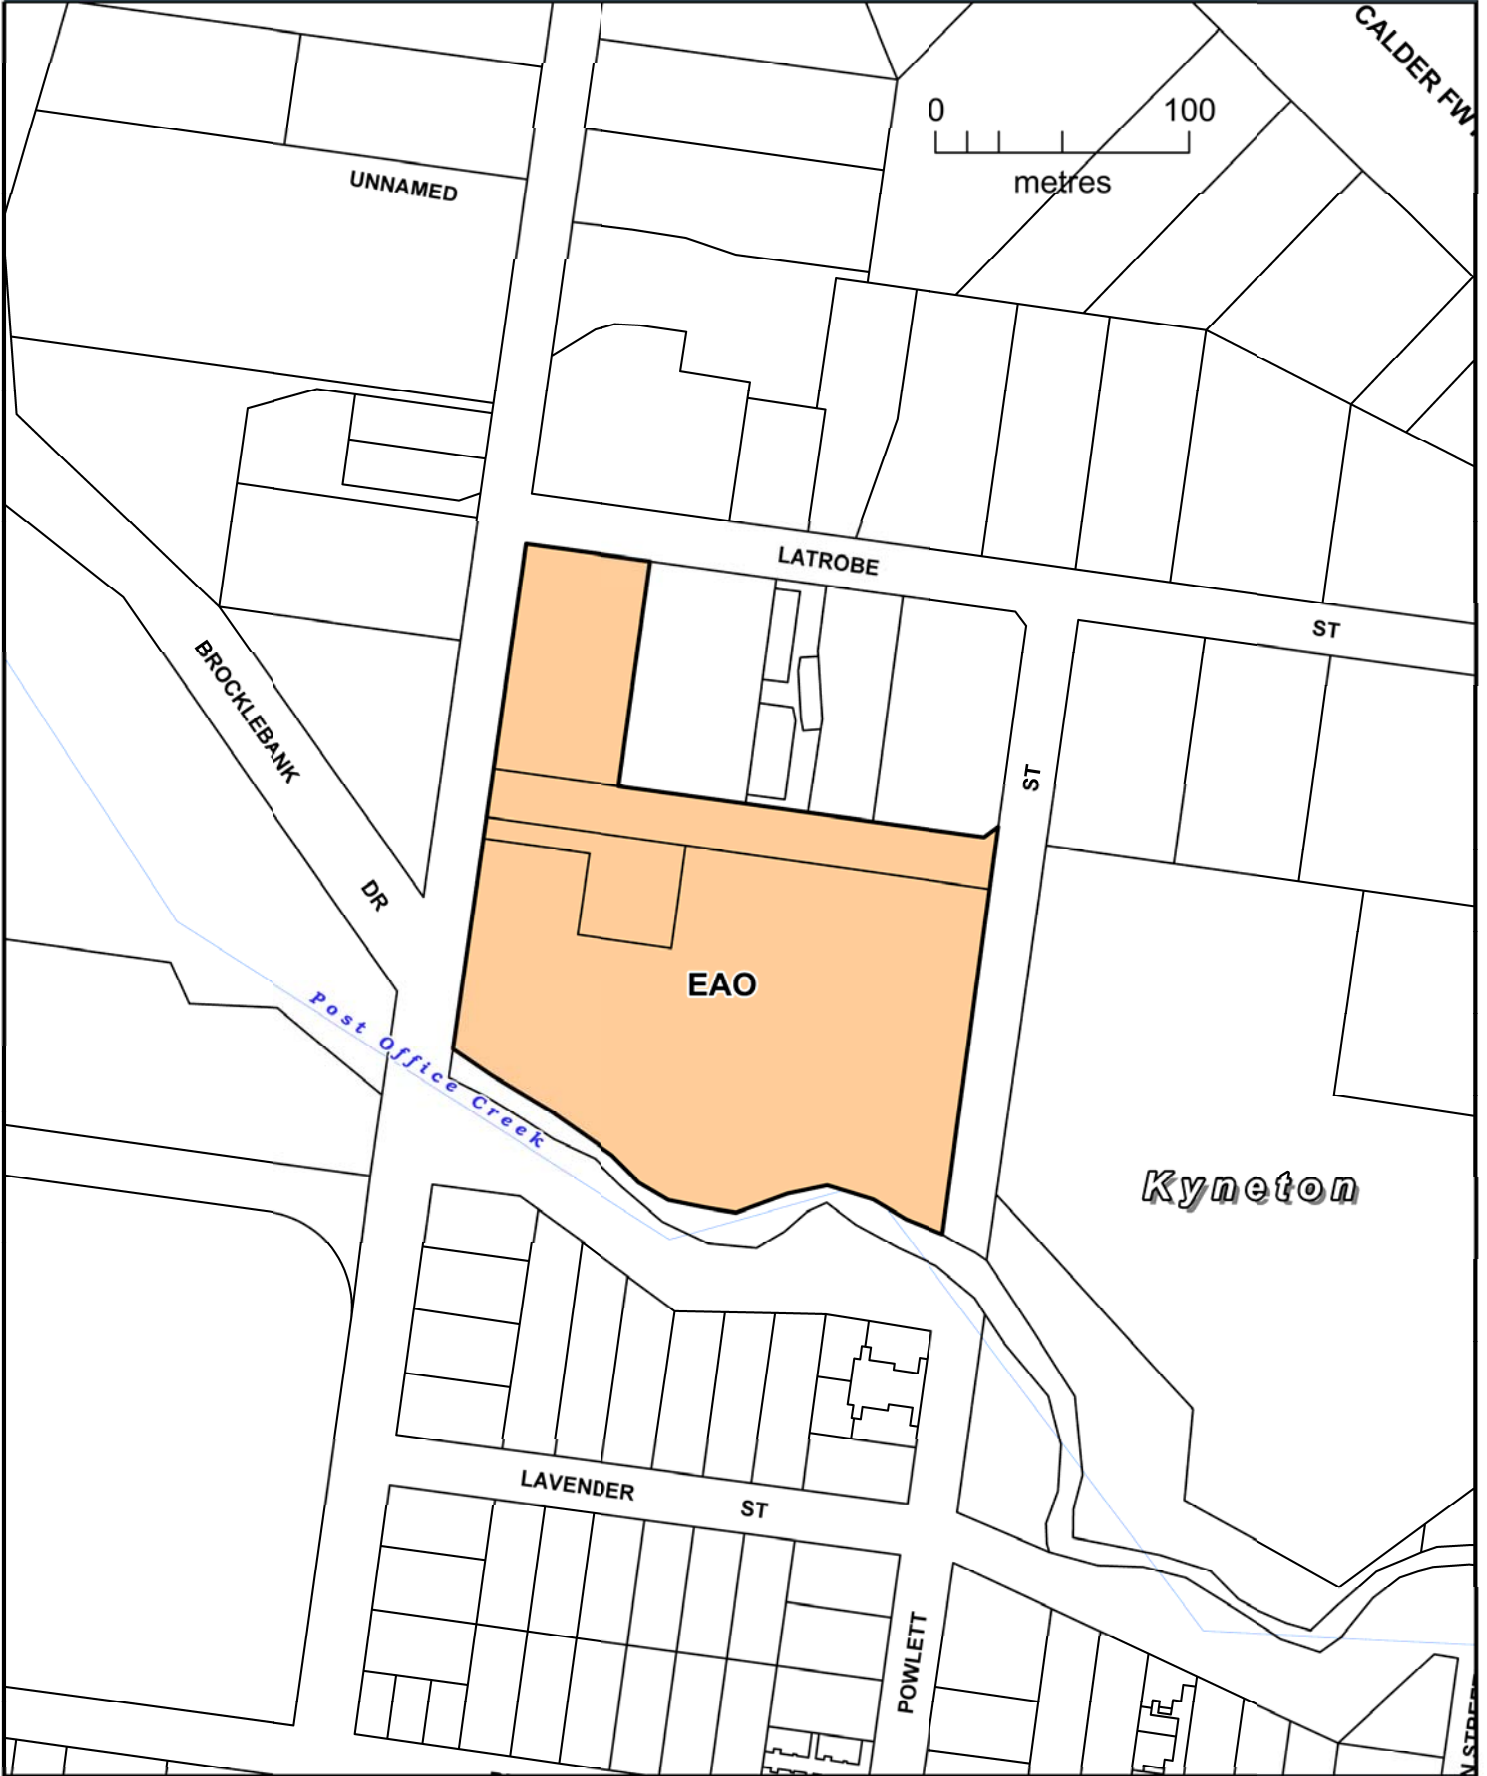 CALDER FWY
0 100
metres
UNNAMED
LATROBE
ST
BROCKLEBANK
ST
DR
EAO
Post Office Creek
Kyneton
LAVENDER
ST
POWLETT